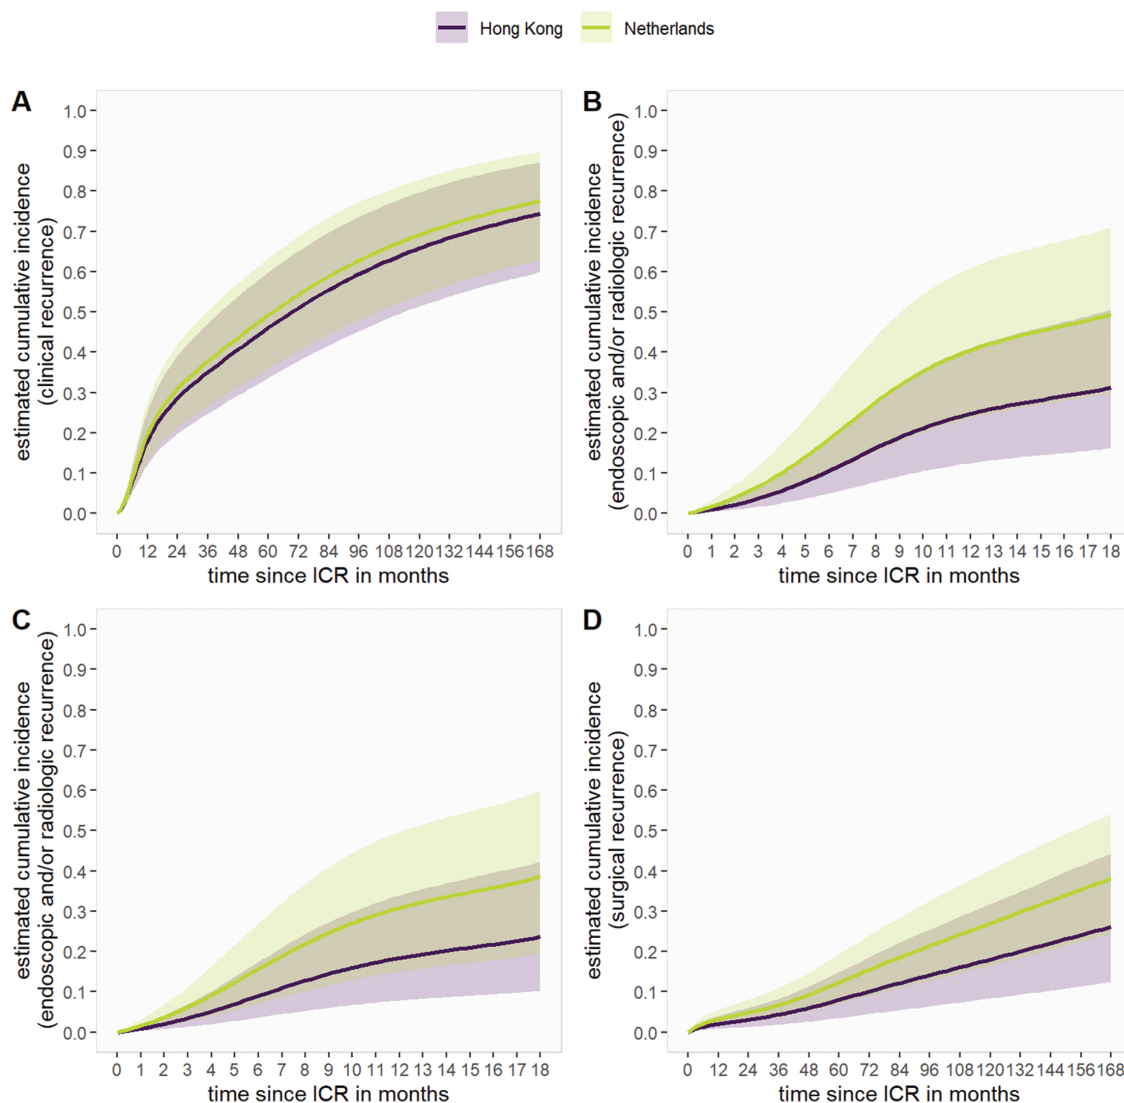 Hong Kong Netherlands
A
estimated cumulative incidence
(clinical recurrence)
1.0
0.9
0.8
0.7
0.6
0.5
0.4
0.3
0.2
0.1
0.0
0 12 24 36 48 60 72 84 96 108 120 132 144 156 168
time since ICR in months
B
estimated cumulative incidence
(endoscopic and/or radiologic recurrence)
1.0
0.9
0.8
0.7
0.6
0.5
0.4
0.3
0.2
0.1
0.0
0 1 2 3 4 5 6 7 8 9 10 11 12 13 14 15 16 17 18
time since ICR in months
C
estimated cumulative incidence
(endoscopic and/or radiologic recurrence)
1.0
0.9
0.8
0.7
0.6
0.5
0.4
0.3
0.2
0.1
0.0
0 1 2 3 4 5 6 7 8 9 10 11 12 13 14 15 16 17 18
time since ICR in months
D
estimated cumulative incidence
(surgical recurrence)
1.0
0.9
0.8
0.7
0.6
0.5
0.4
0.3
0.2
0.1
0.0
0 12 24 36 48 60 72 84 96 108 120 132 144 156 168
time since ICR in months